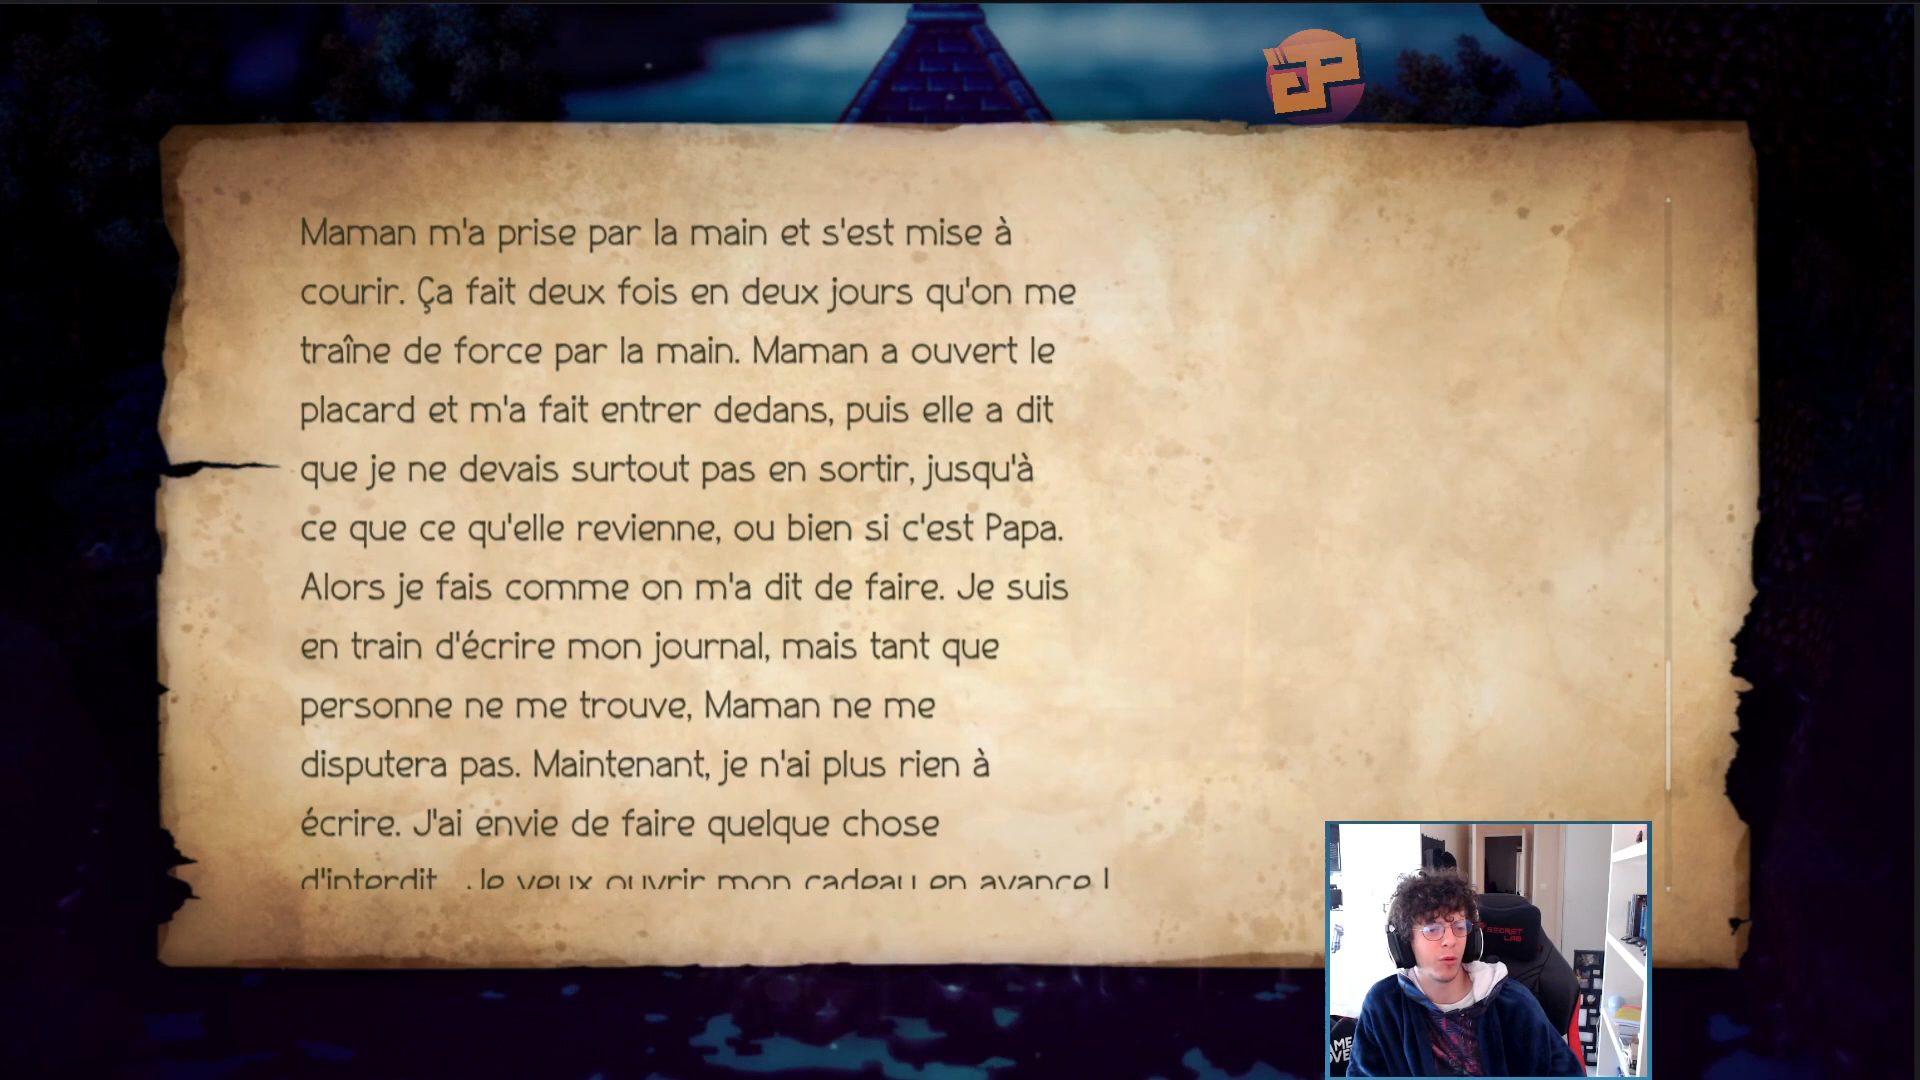 Maman m'a prise par la main et s'est mise à
courir. Ça fait deux fois en deux jours qu'on me
traîne de force par la main. Maman a ouvert le
placard et m'a fait entrer dedans, puis elle a dit
que je ne devais surtout pas en sortir, jusqu'à
ce que ce qu'elle revienne, ou bien si c'est Papa.
Alors je fais comme on m'a dit de faire. Je suis
en train d'écrire mon journal, mais tant que
personne ne me trouve, Maman ne me
disputera pas. Maintenant, je n'ai plus rien à
écrire. J'ai envie de faire quelque chose
d'interdit... Je veux ouvrir mon cadeau en avance !
SECRET
LAB